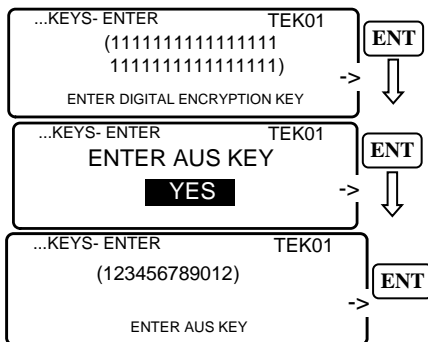 ...KEYS- ENTER TEK01
(1111111111111111
1111111111111111)
ENTER DIGITAL ENCRYPTION KEY
->
ENT
...KEYS- ENTER TEK01
ENTER AUS KEY
YES
->
ENT
...KEYS- ENTER TEK01
(123456789012)
->
ENTER AUS KEY
ENT